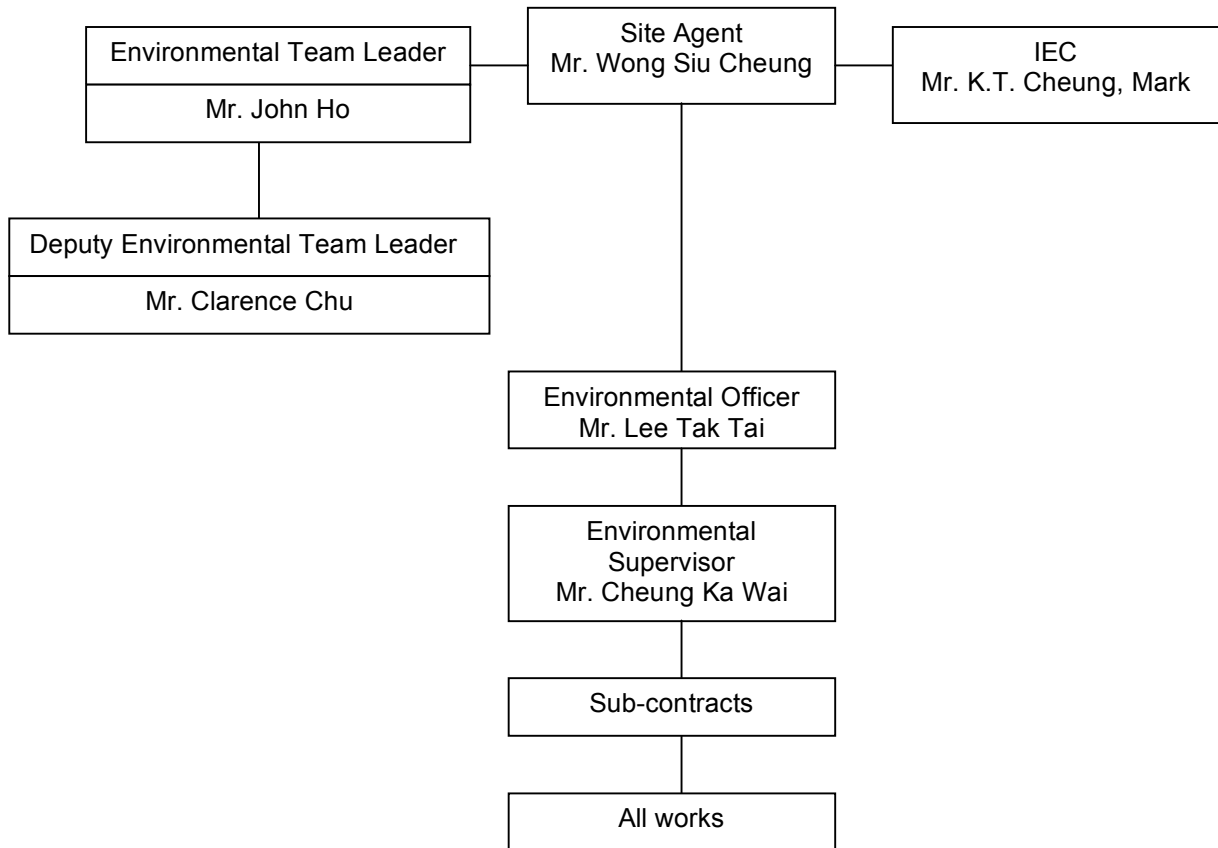 Environmental Team Leader
Mr. John Ho
Site Agent
Mr. Wong Siu Cheung
IEC
Mr. K.T. Cheung, Mark
Deputy Environmental Team Leader
Mr. Clarence Chu
Environmental Officer
Mr. Lee Tak Tai
Environmental
Supervisor
Mr. Cheung Ka Wai
Sub-contracts
All works